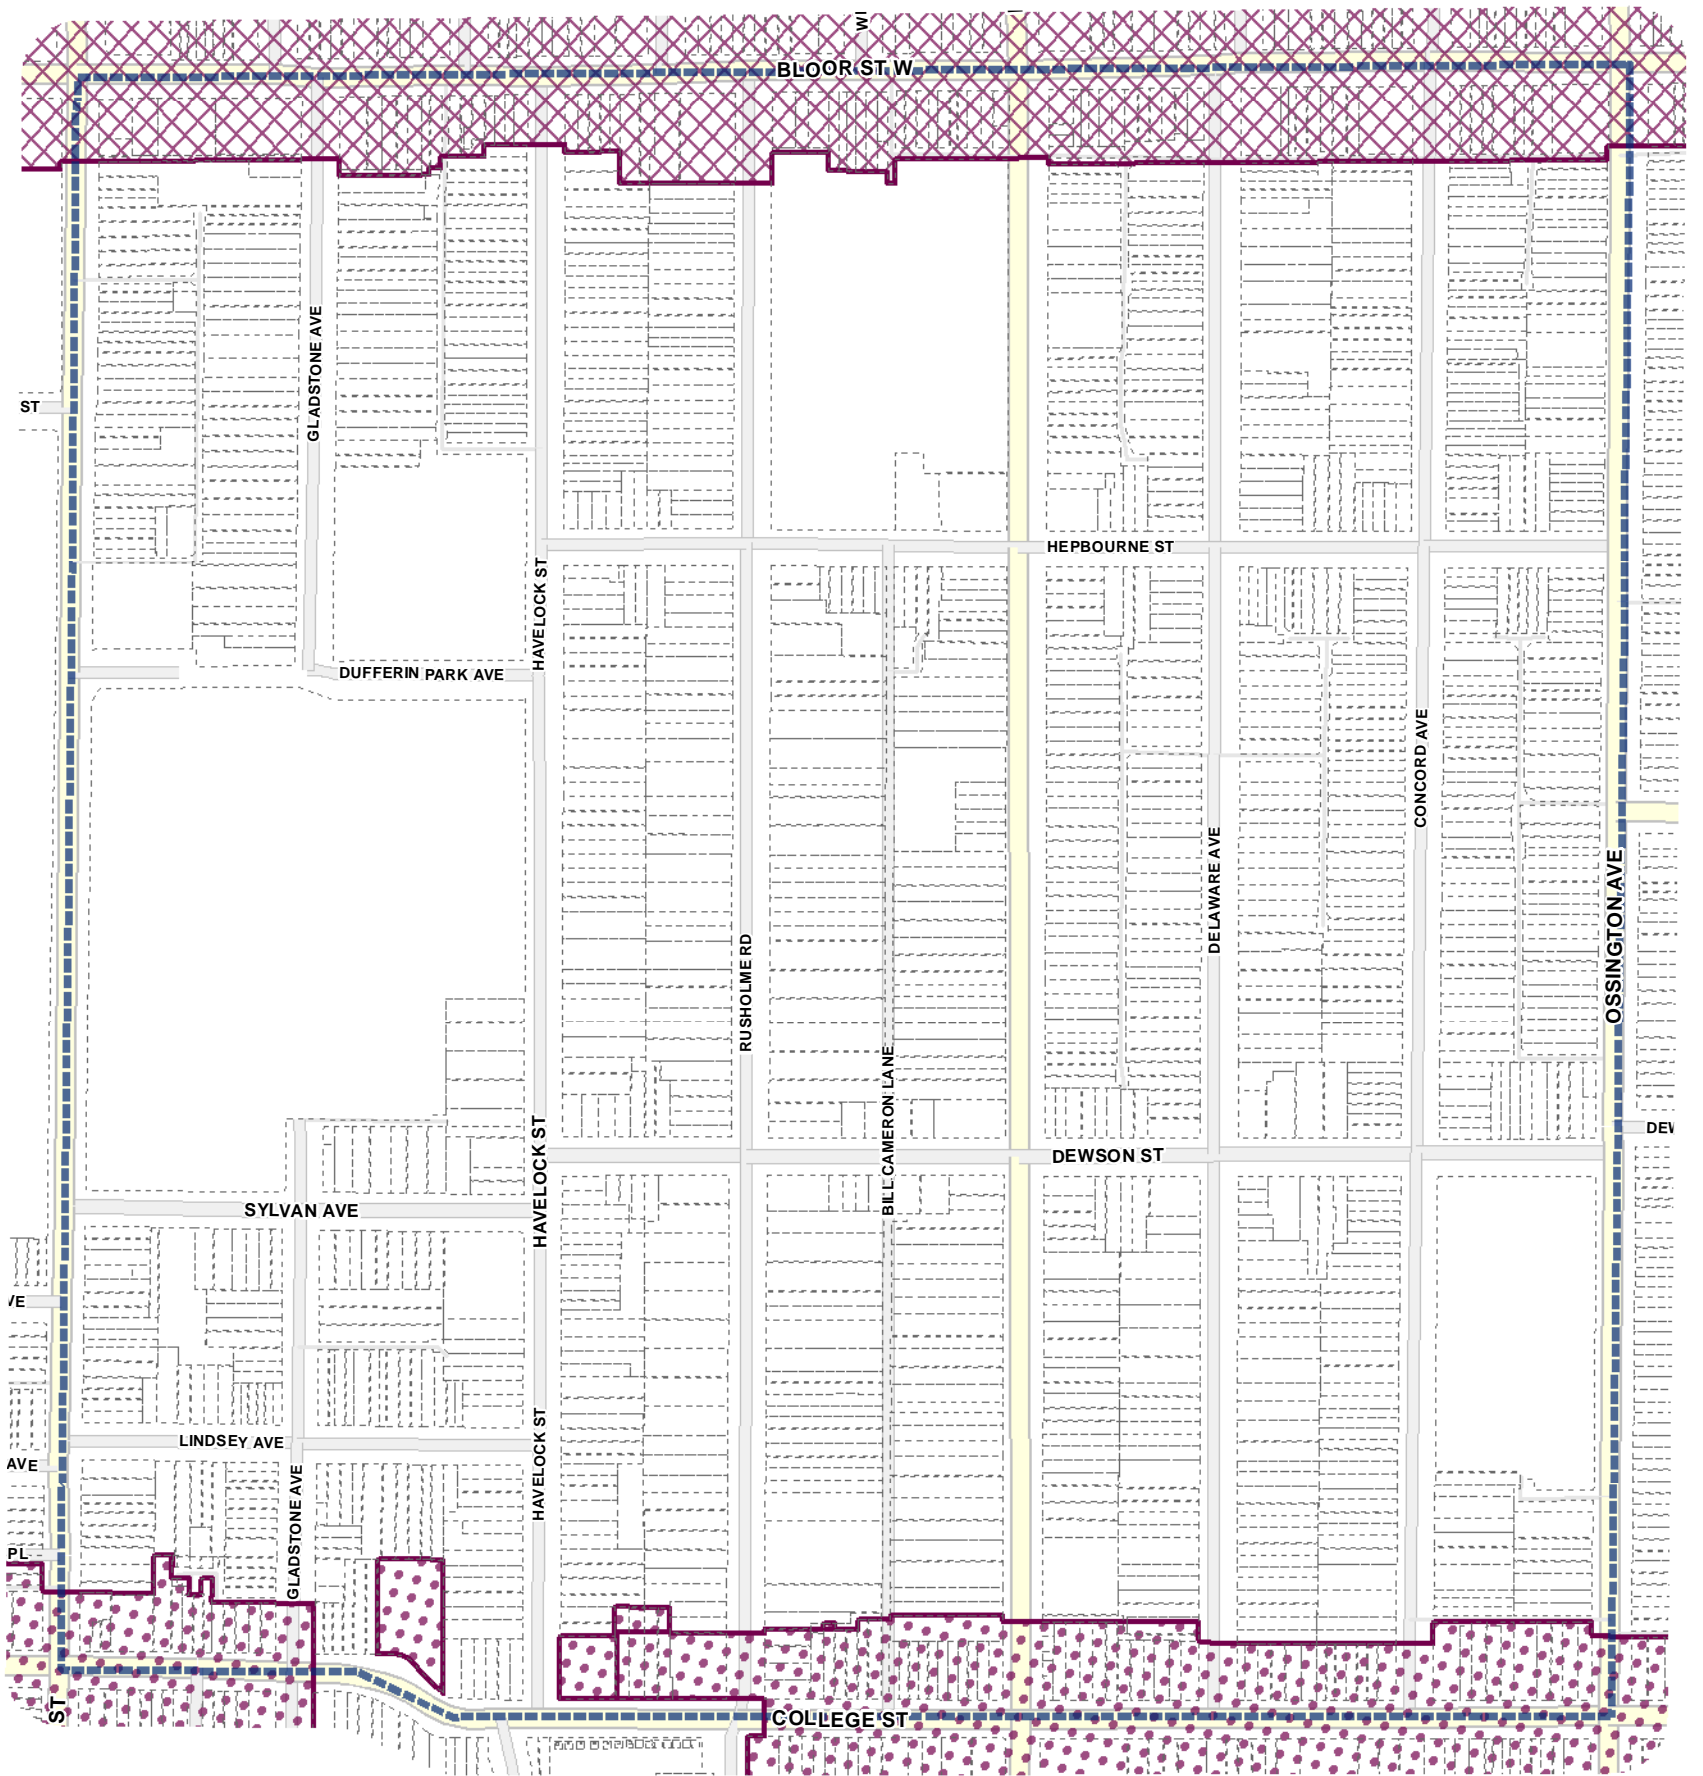 WI
BLOOR ST W
GLADSTONE AVE
ST
HEPBOURNE ST
HAVELOCK ST
DUFFERIN PARK AVE
CONCORD AVE
DELAWARE AVE
OSSINGTON AVE
RUSHOLME RD
BILL CAMERON LANE
HAVELOCK ST
DEW
DEWSON ST
SYLVAN AVE
VE
HAVELOCK ST
LINDSEY AVE
AVE
GLADSTONE AVE
PL
ST
COLLEGE ST